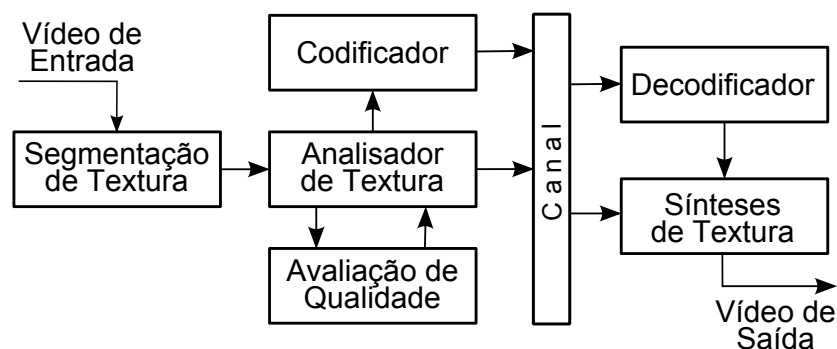 Vídeo de
Entrada
Segmentação
de Textura
Codificador
Analisador
de Textura
Avaliação de
Qualidade
Canal
Decodificador
Sínteses
de Textura
Vídeo de
Saída